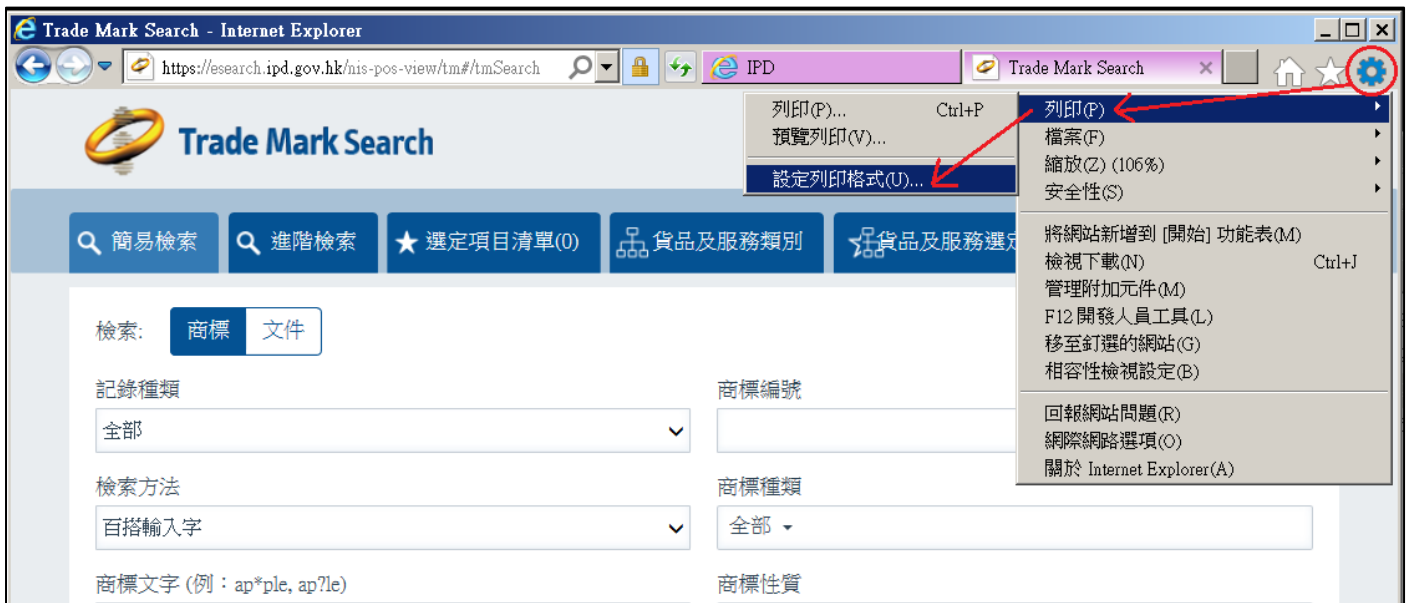 Trade Mark Search - Internet Explorer
https://esearch.ipd.gov.hk/nis-pos-view/tm#/tmSearch
IPD
Trade Mark Search
Trade Mark Search
列印(P)... Ctrl+P
預覽列印(V)...
設定列印格式(U)...
列印(P)
檔案(F)
縮放(Z) (106%)
安全性(S)
將網站新增到 [開始] 功能表(M)
檢視下載(N) Ctrl+J
管理附加元件(M)
F12 開發人員工具(L)
移至釘選的網站(G)
相容性檢視設定(B)
回報網站問題(R)
網際網路選項(O)
關於 Internet Explorer(A)
簡易檢索
進階檢索
選定項目清單(0)
貨品及服務類別
貨品及服務選
檢索:
商標
文件
記錄種類
商標編號
全部
檢索方法
商標種類
百搭輸入字
全部
商標文字 (例：ap*ple, ap?le)
商標性質